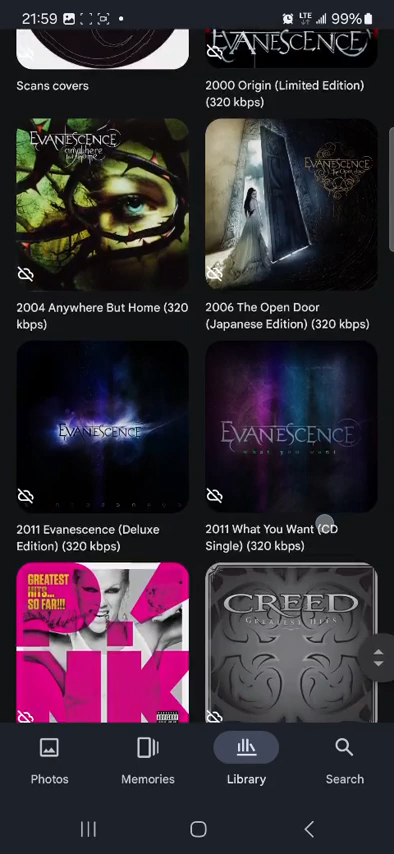 21:59
LTE
99%
EVANESCENCE
Scans covers
2000 Origin (Limited Edition)
(320 kbps)
EVANESCENCE
anywhere
but home
EVANESCENCE
The Open Door
2004 Anywhere But Home (320
kbps)
2006 The Open Door
(Japanese Edition) (320 kbps)
EVANESCENCE
EVANESCENCE
what you want
2011 Evanescence (Deluxe
Edition) (320 kbps)
2011 What You Want (CD
Single) (320 kbps)
GREATEST
HITS...
SO FAR!!!
P!NK
CREED
GREATEST HITS
Photos
Memories
Library
Search